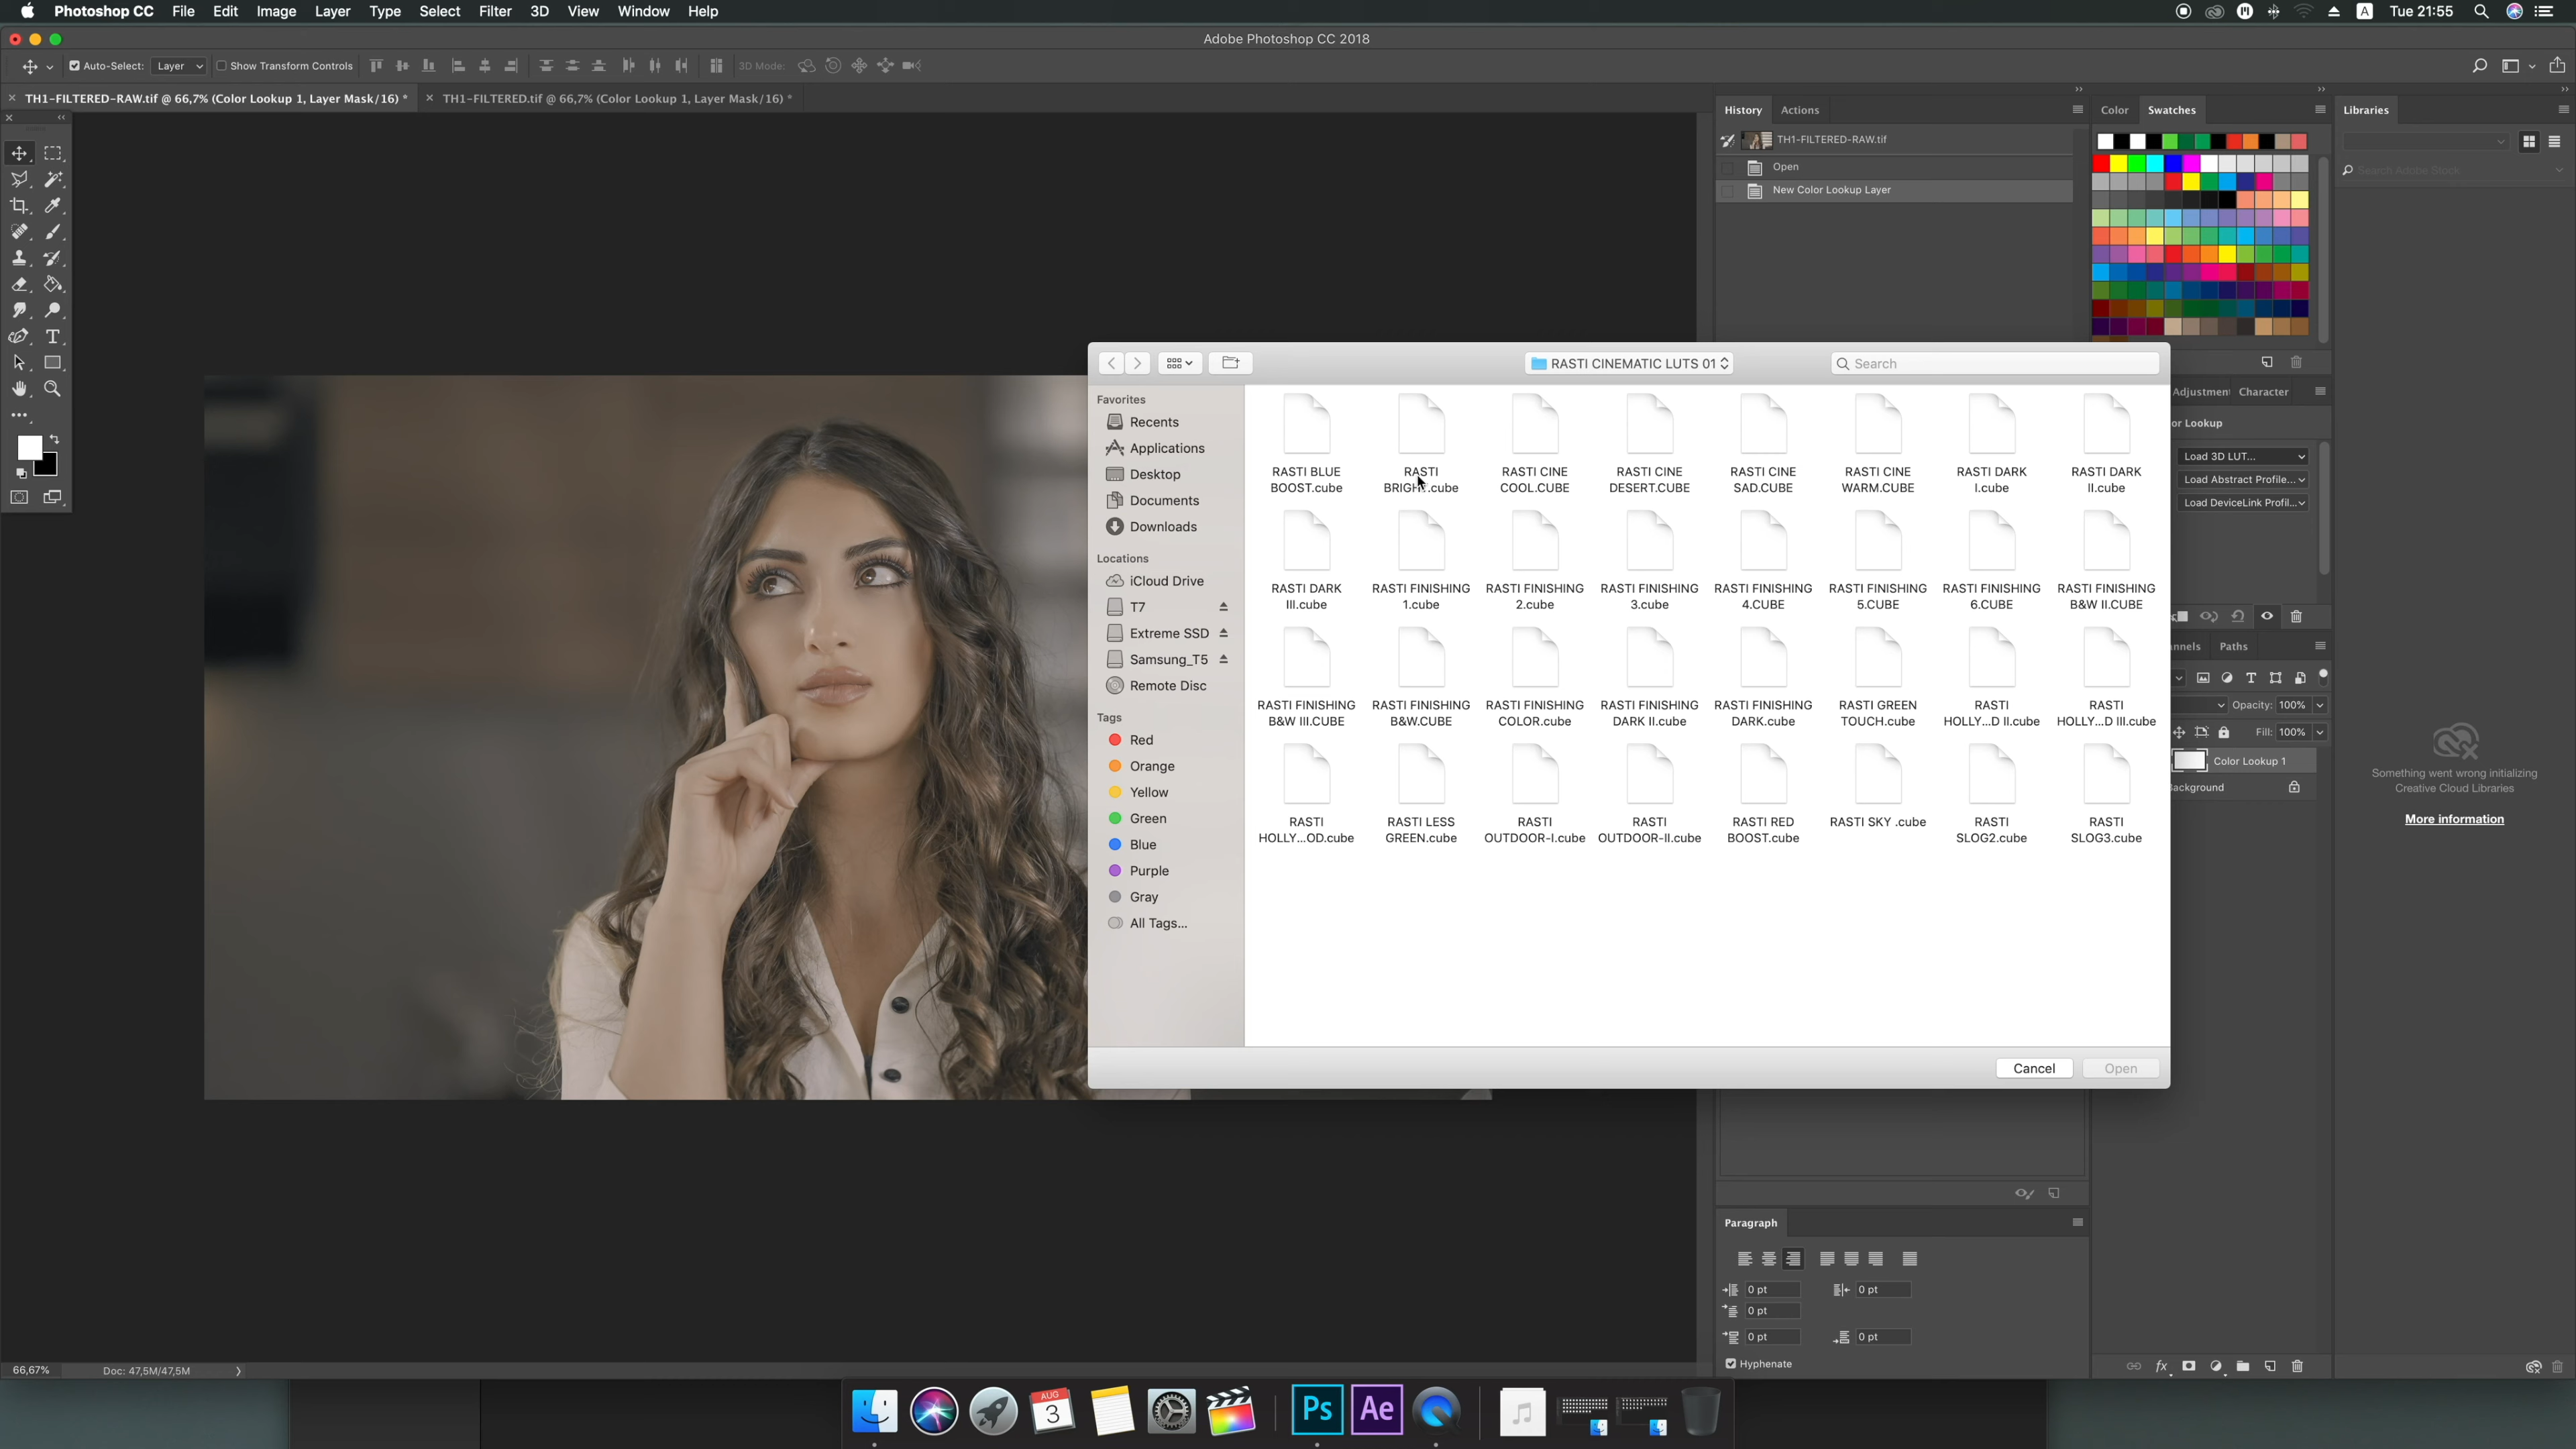 Photoshop CC File Edit Image Layer Type Select Filter 3D View Window Help
A Tue 21:55
Adobe Photoshop CC 2018
Auto-Select: Layer Show Transform Controls 3D Mode:
TH1-FILTERED-RAW.tif @ 66,7% (Color Lookup 1, Layer Mask/16) *
TH1-FILTERED.tif @ 66,7% (Color Lookup 1, Layer Mask/16) *
History Actions
TH1-FILTERED-RAW.tif
Open
New Color Lookup Layer
Color Swatches
Libraries
Search Adobe Stock
RASTI CINEMATIC LUTS 01
Search
Favorites
Recents
Applications
Desktop
Documents
Downloads
Locations
iCloud Drive
T7
Extreme SSD
Samsung_T5
Remote Disc
Tags
Red
Orange
Yellow
Green
Blue
Purple
Gray
All Tags...
RASTI BLUE BOOST.cube
RASTI BRIGHT.cube
RASTI CINE COOL.CUBE
RASTI CINE DESERT.CUBE
RASTI CINE SAD.CUBE
RASTI CINE WARM.CUBE
RASTI DARK I.cube
RASTI DARK II.cube
RASTI DARK III.cube
RASTI FINISHING 1.cube
RASTI FINISHING 2.cube
RASTI FINISHING 3.cube
RASTI FINISHING 4.CUBE
RASTI FINISHING 5.CUBE
RASTI FINISHING 6.CUBE
RASTI FINISHING B&W II.CUBE
RASTI FINISHING B&W III.CUBE
RASTI FINISHING B&W.CUBE
RASTI FINISHING COLOR.cube
RASTI FINISHING DARK II.cube
RASTI FINISHING DARK.cube
RASTI GREEN TOUCH.cube
RASTI HOLLY...D II.cube
RASTI HOLLY...D III.cube
RASTI HOLLY...OD.cube
RASTI LESS GREEN.cube
RASTI OUTDOOR-I.cube
RASTI OUTDOOR-II.cube
RASTI RED BOOST.cube
RASTI SKY .cube
RASTI SLOG2.cube
RASTI SLOG3.cube
Cancel Open
Adjustment Character
or Lookup
Load 3D LUT...
Load Abstract Profile...
Load DeviceLink Profil...
nnels Paths
Opacity: 100%
Fill: 100%
Color Lookup 1
Background
Something went wrong initializing
Creative Cloud Libraries
More information
Paragraph
0 pt 0 pt
0 pt
0 pt 0 pt
Hyphenate
66,67% Doc: 47,5M/47,5M
AUG
3
Ps Ae